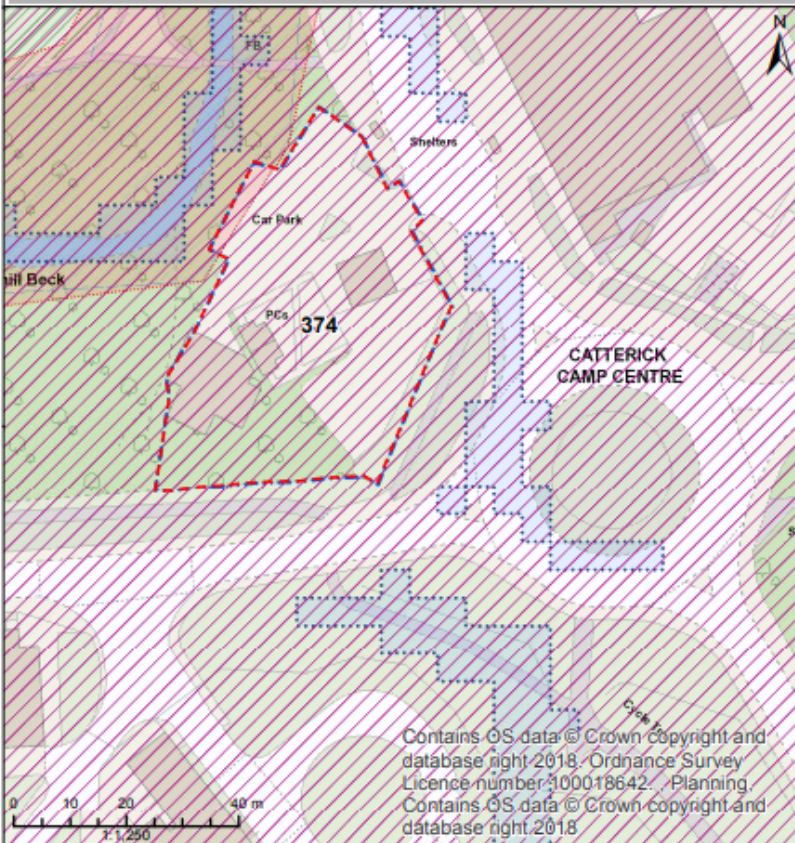 N
FB
Shelters
Car Park
ill Beck
PCs
374
CATTERICK
CAMP CENTRE
S
Contains OS data © Crown copyright and
database right 2018. Ordnance Survey
Licence number 100018642. , Planning,
Contains OS data © Crown copyright and
database right 2018
0 10 20 40 m
1:1,250